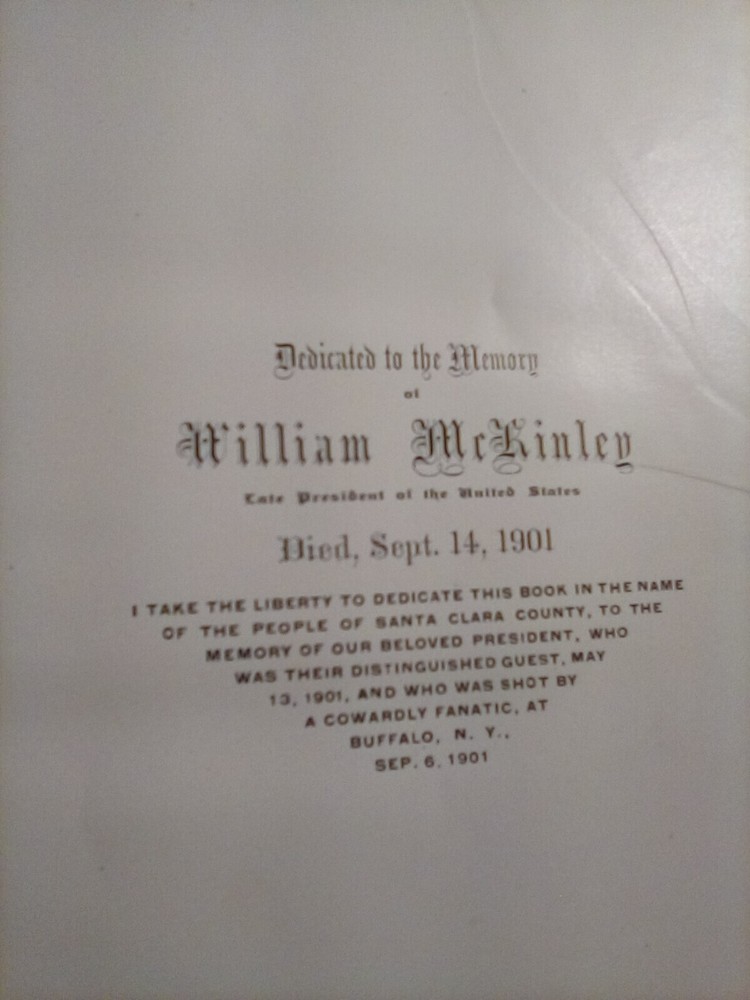 Dedicated to the Memory
of
William McKinley
Late President of the United States
Died, Sept. 14, 1901
I TAKE THE LIBERTY TO DEDICATE THIS BOOK IN THE NAME
OF THE PEOPLE OF SANTA CLARA COUNTY, TO THE
MEMORY OF OUR BELOVED PRESIDENT, WHO
WAS THEIR DISTINGUISHED GUEST, MAY
13, 1901, AND WHO WAS SHOT BY
A COWARDLY FANATIC, AT
BUFFALO, N. Y.,
SEP. 6, 1901